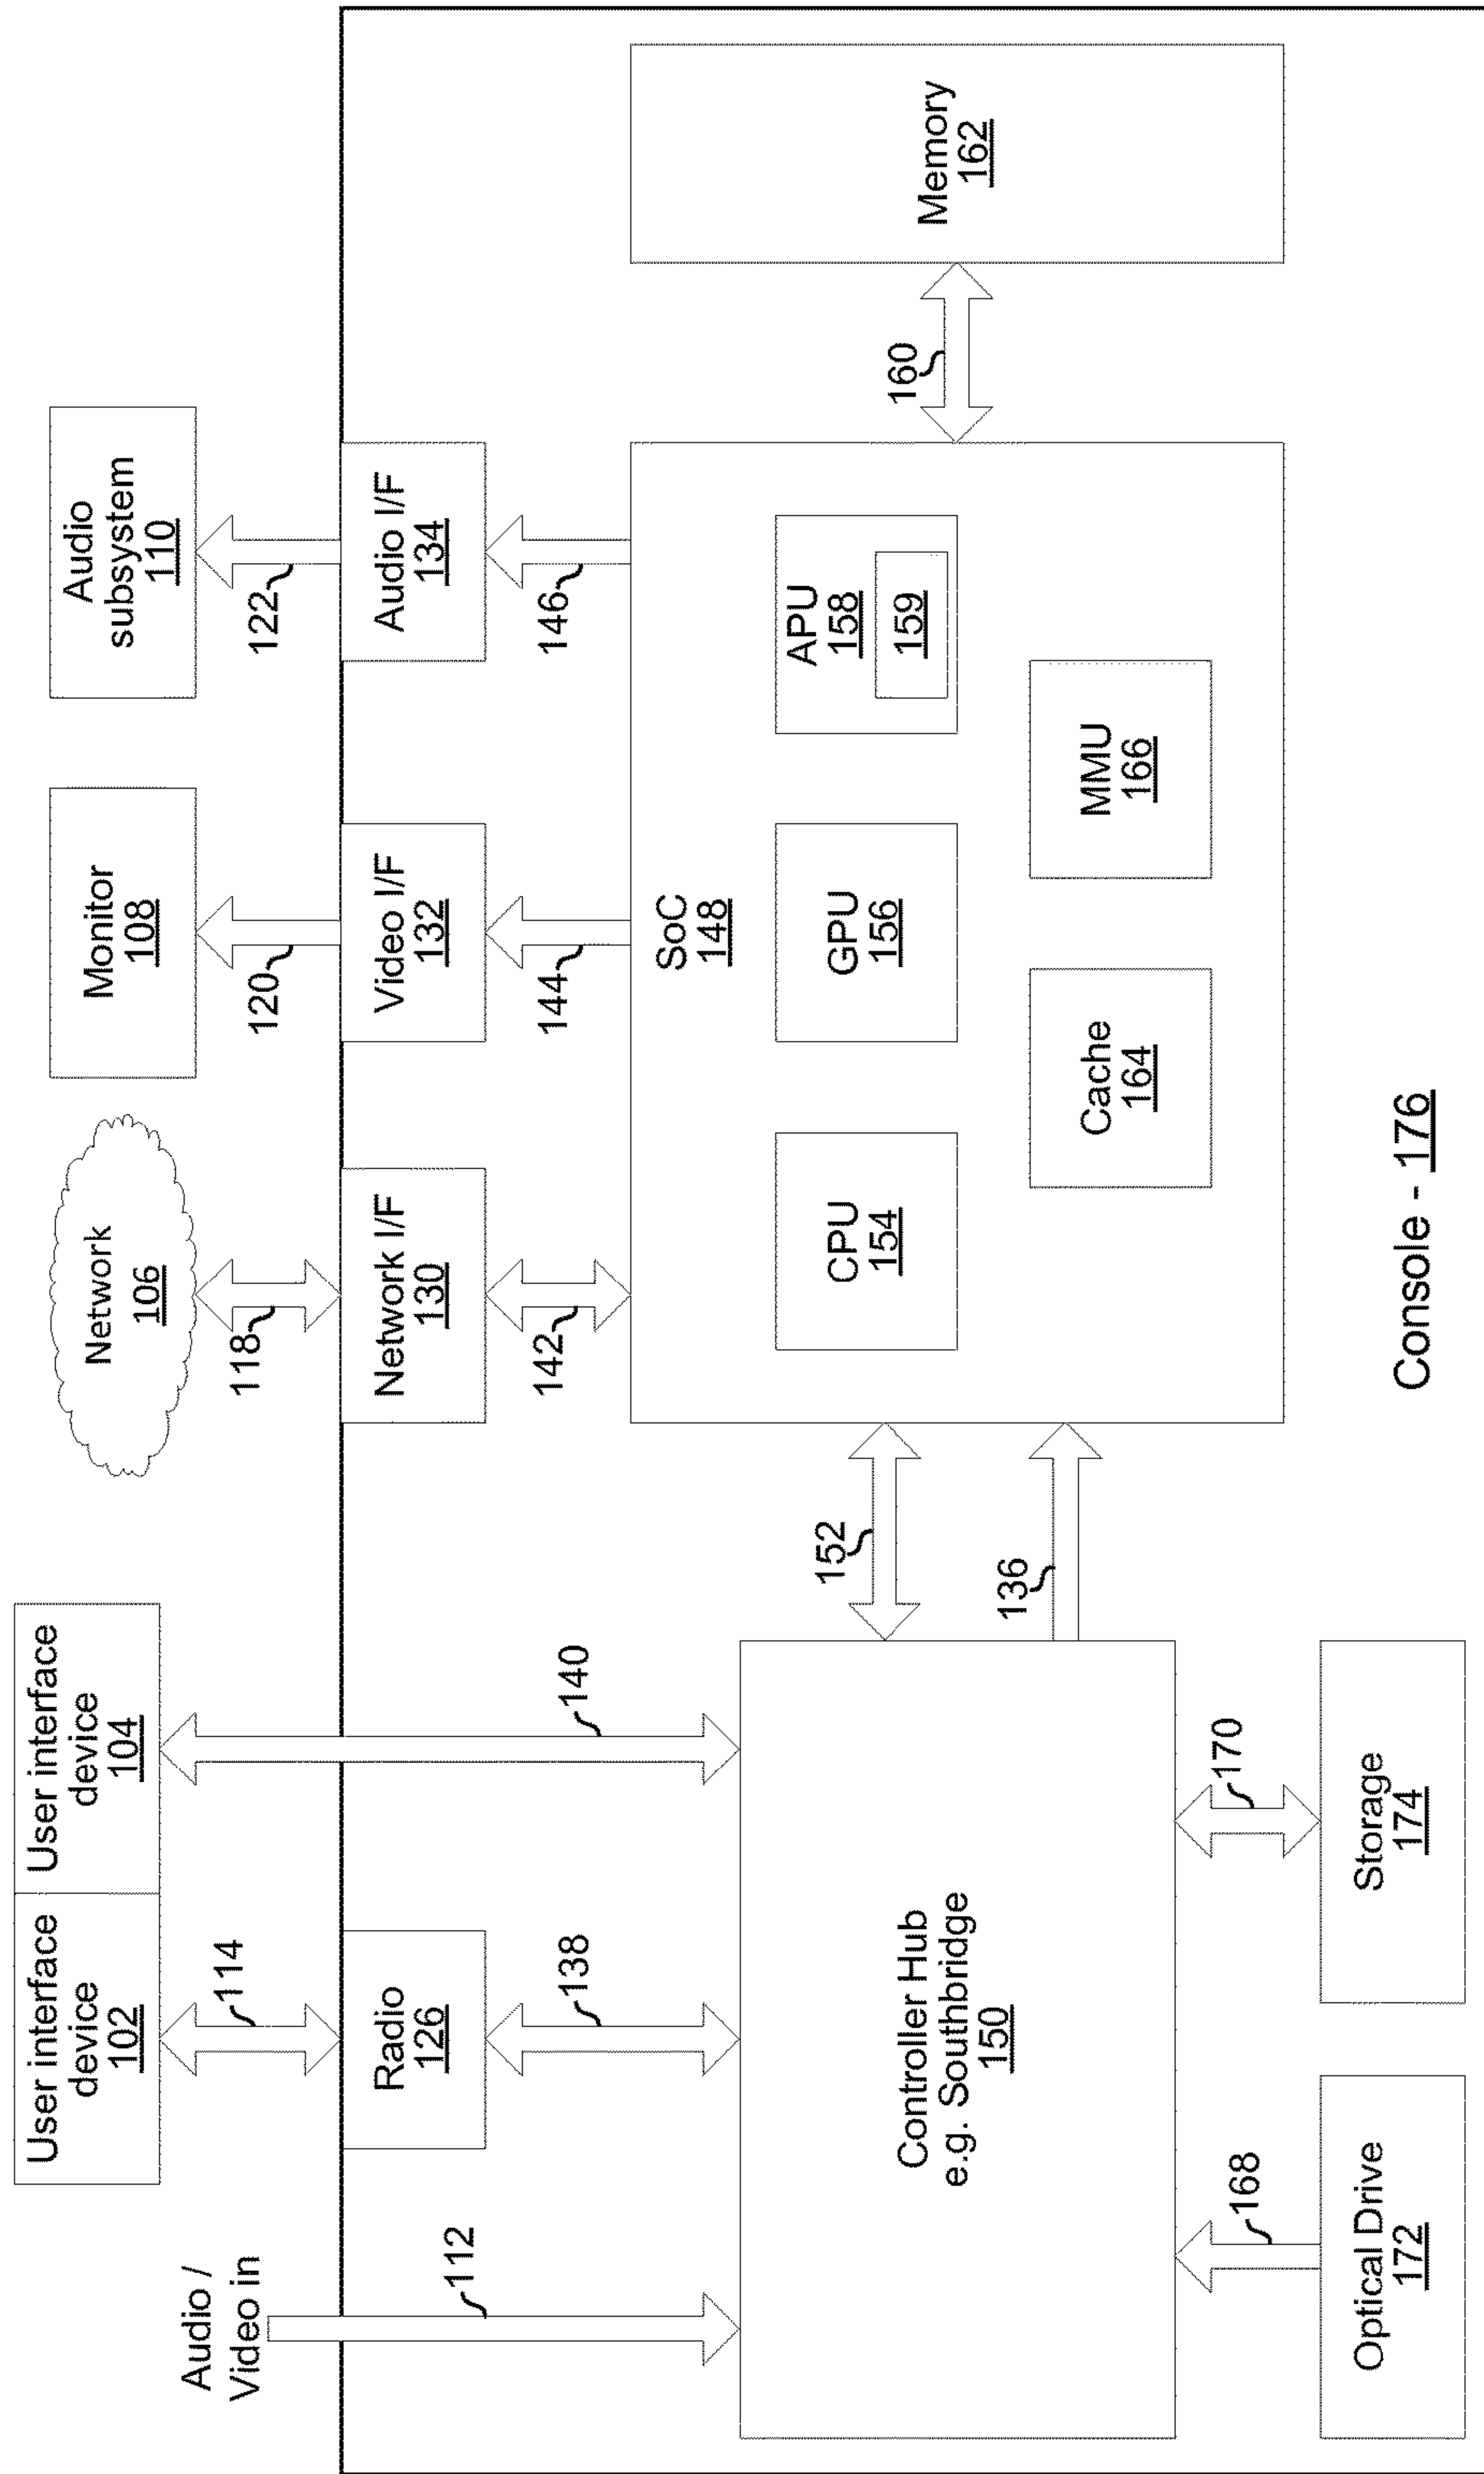 Audio /
Video in
112
User interface
device
102
114
User interface
device
104
Network
106
118
Monitor
108
120
Audio
subsystem
110
122
Radio
126
138
140
Network I/F
130
142
Video I/F
132
144
Audio I/F
134
146
Controller Hub
e.g. Southbridge
150
152
136
SoC
148
CPU
154
GPU
156
APU
158
159
Cache
164
MMU
166
160
Memory
162
168
170
Optical Drive
172
Storage
174
Console - 176